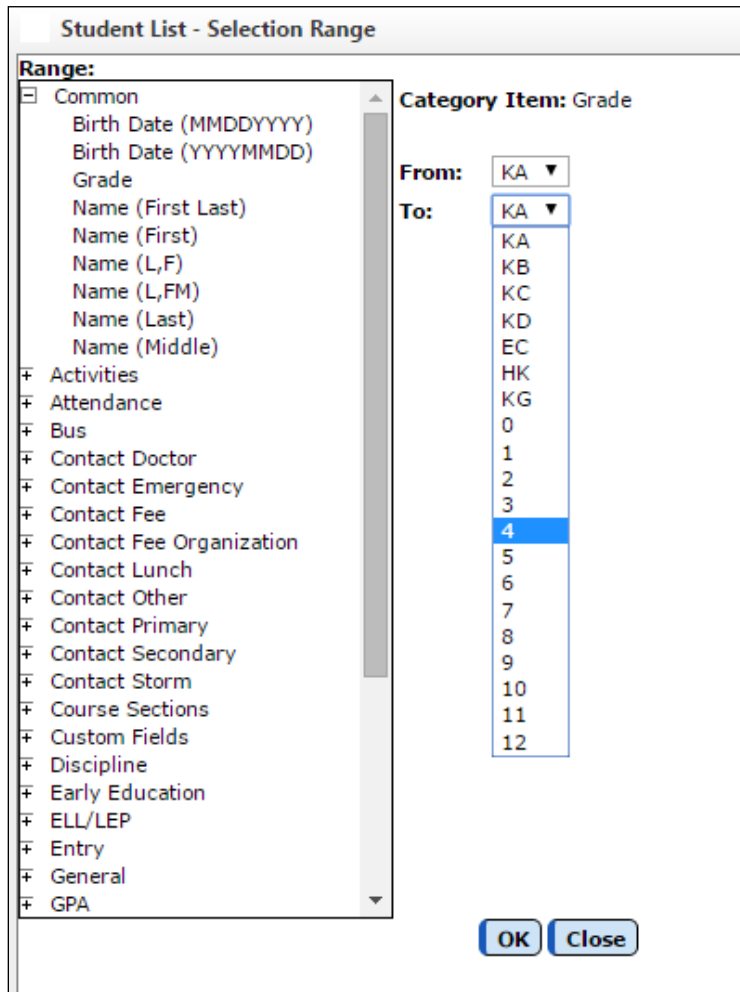 Student List - Selection Range
Range:
Common
Birth Date (MMDDYYYY)
Birth Date (YYYYMMDD)
Grade
Name (First Last)
Name (First)
Name (L,F)
Name (L,FM)
Name (Last)
Name (Middle)
Activities
Attendance
Bus
Contact Doctor
Contact Emergency
Contact Fee
Contact Fee Organization
Contact Lunch
Contact Other
Contact Primary
Contact Secondary
Contact Storm
Course Sections
Custom Fields
Discipline
Early Education
ELL/LEP
Entry
General
GPA
Category Item: Grade
From: KA
To: KA
KA
KB
KC
KD
EC
HK
KG
0
1
2
3
4
5
6
7
8
9
10
11
12
OK Close